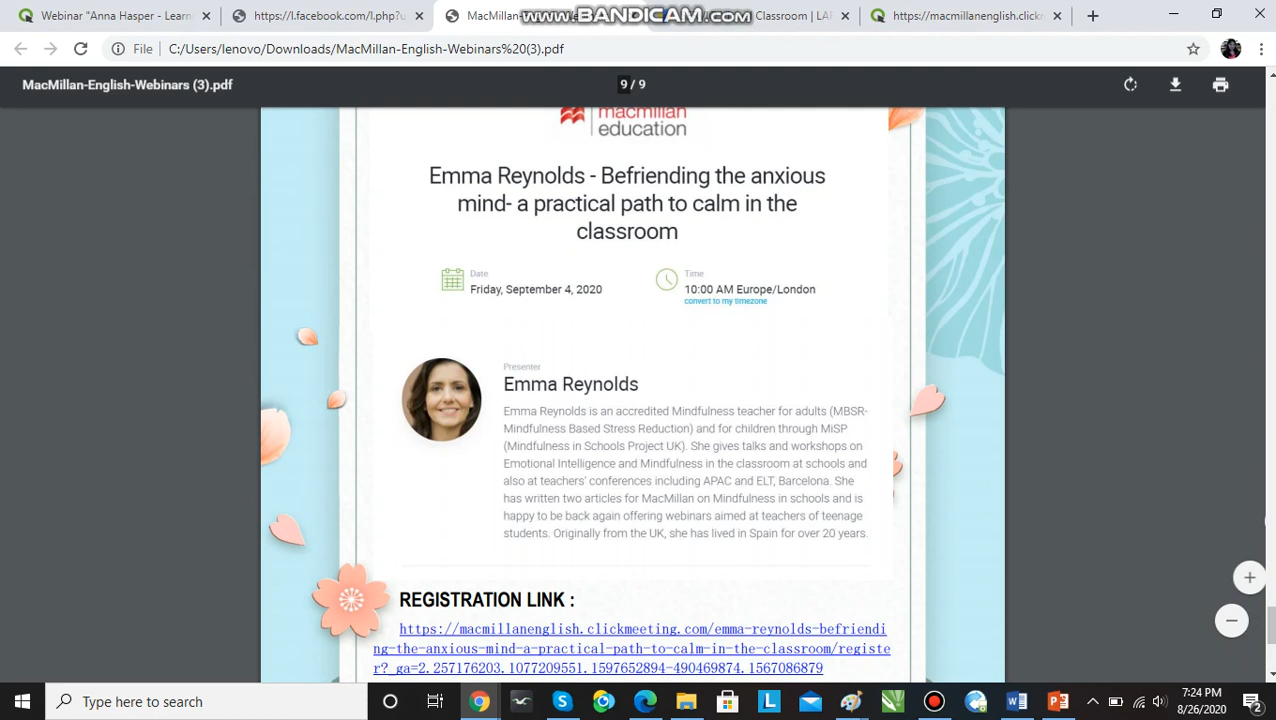 Webinar "Anna Hasper - Learn
https://l.facebook.com/l.php?
MacMillan-
www.BANDICAM.com
Classroom | LAF
https://macmillanenglish.clickm
File
C:/Users/lenovo/Downloads/MacMillan-English-Webinars%20(3).pdf
MacMillan-English-Webinars (3).pdf
9 / 9
macmillan
education
Emma Reynolds - Befriending the anxious
mind- a practical path to calm in the
classroom
Date
Friday, September 4, 2020
Time
10:00 AM Europe/London
convert to my timezone
Presenter
Emma Reynolds
Emma Reynolds is an accredited Mindfulness teacher for adults (MBSR-
Mindfulness Based Stress Reduction) and for children through MiSP
(Mindfulness in Schools Project UK). She gives talks and workshops on
Emotional Intelligence and Mindfulness in the classroom at schools and
also at teachers' conferences including APAC and ELT, Barcelona. She
has written two articles for MacMillan on Mindfulness in schools and is
happy to be back again offering webinars aimed at teachers of teenage
students. Originally from the UK, she has lived in Spain for over 20 years.
REGISTRATION LINK :
https://macmillanenglish.clickmeeting.com/emma-reynolds-befriendi
ng-the-anxious-mind-a-practical-path-to-calm-in-the-classroom/registe
r?_ga=2.257176203.1077209551.1597652894-490469874.1567086879
Type here to search
7:24 PM
8/26/2020
2